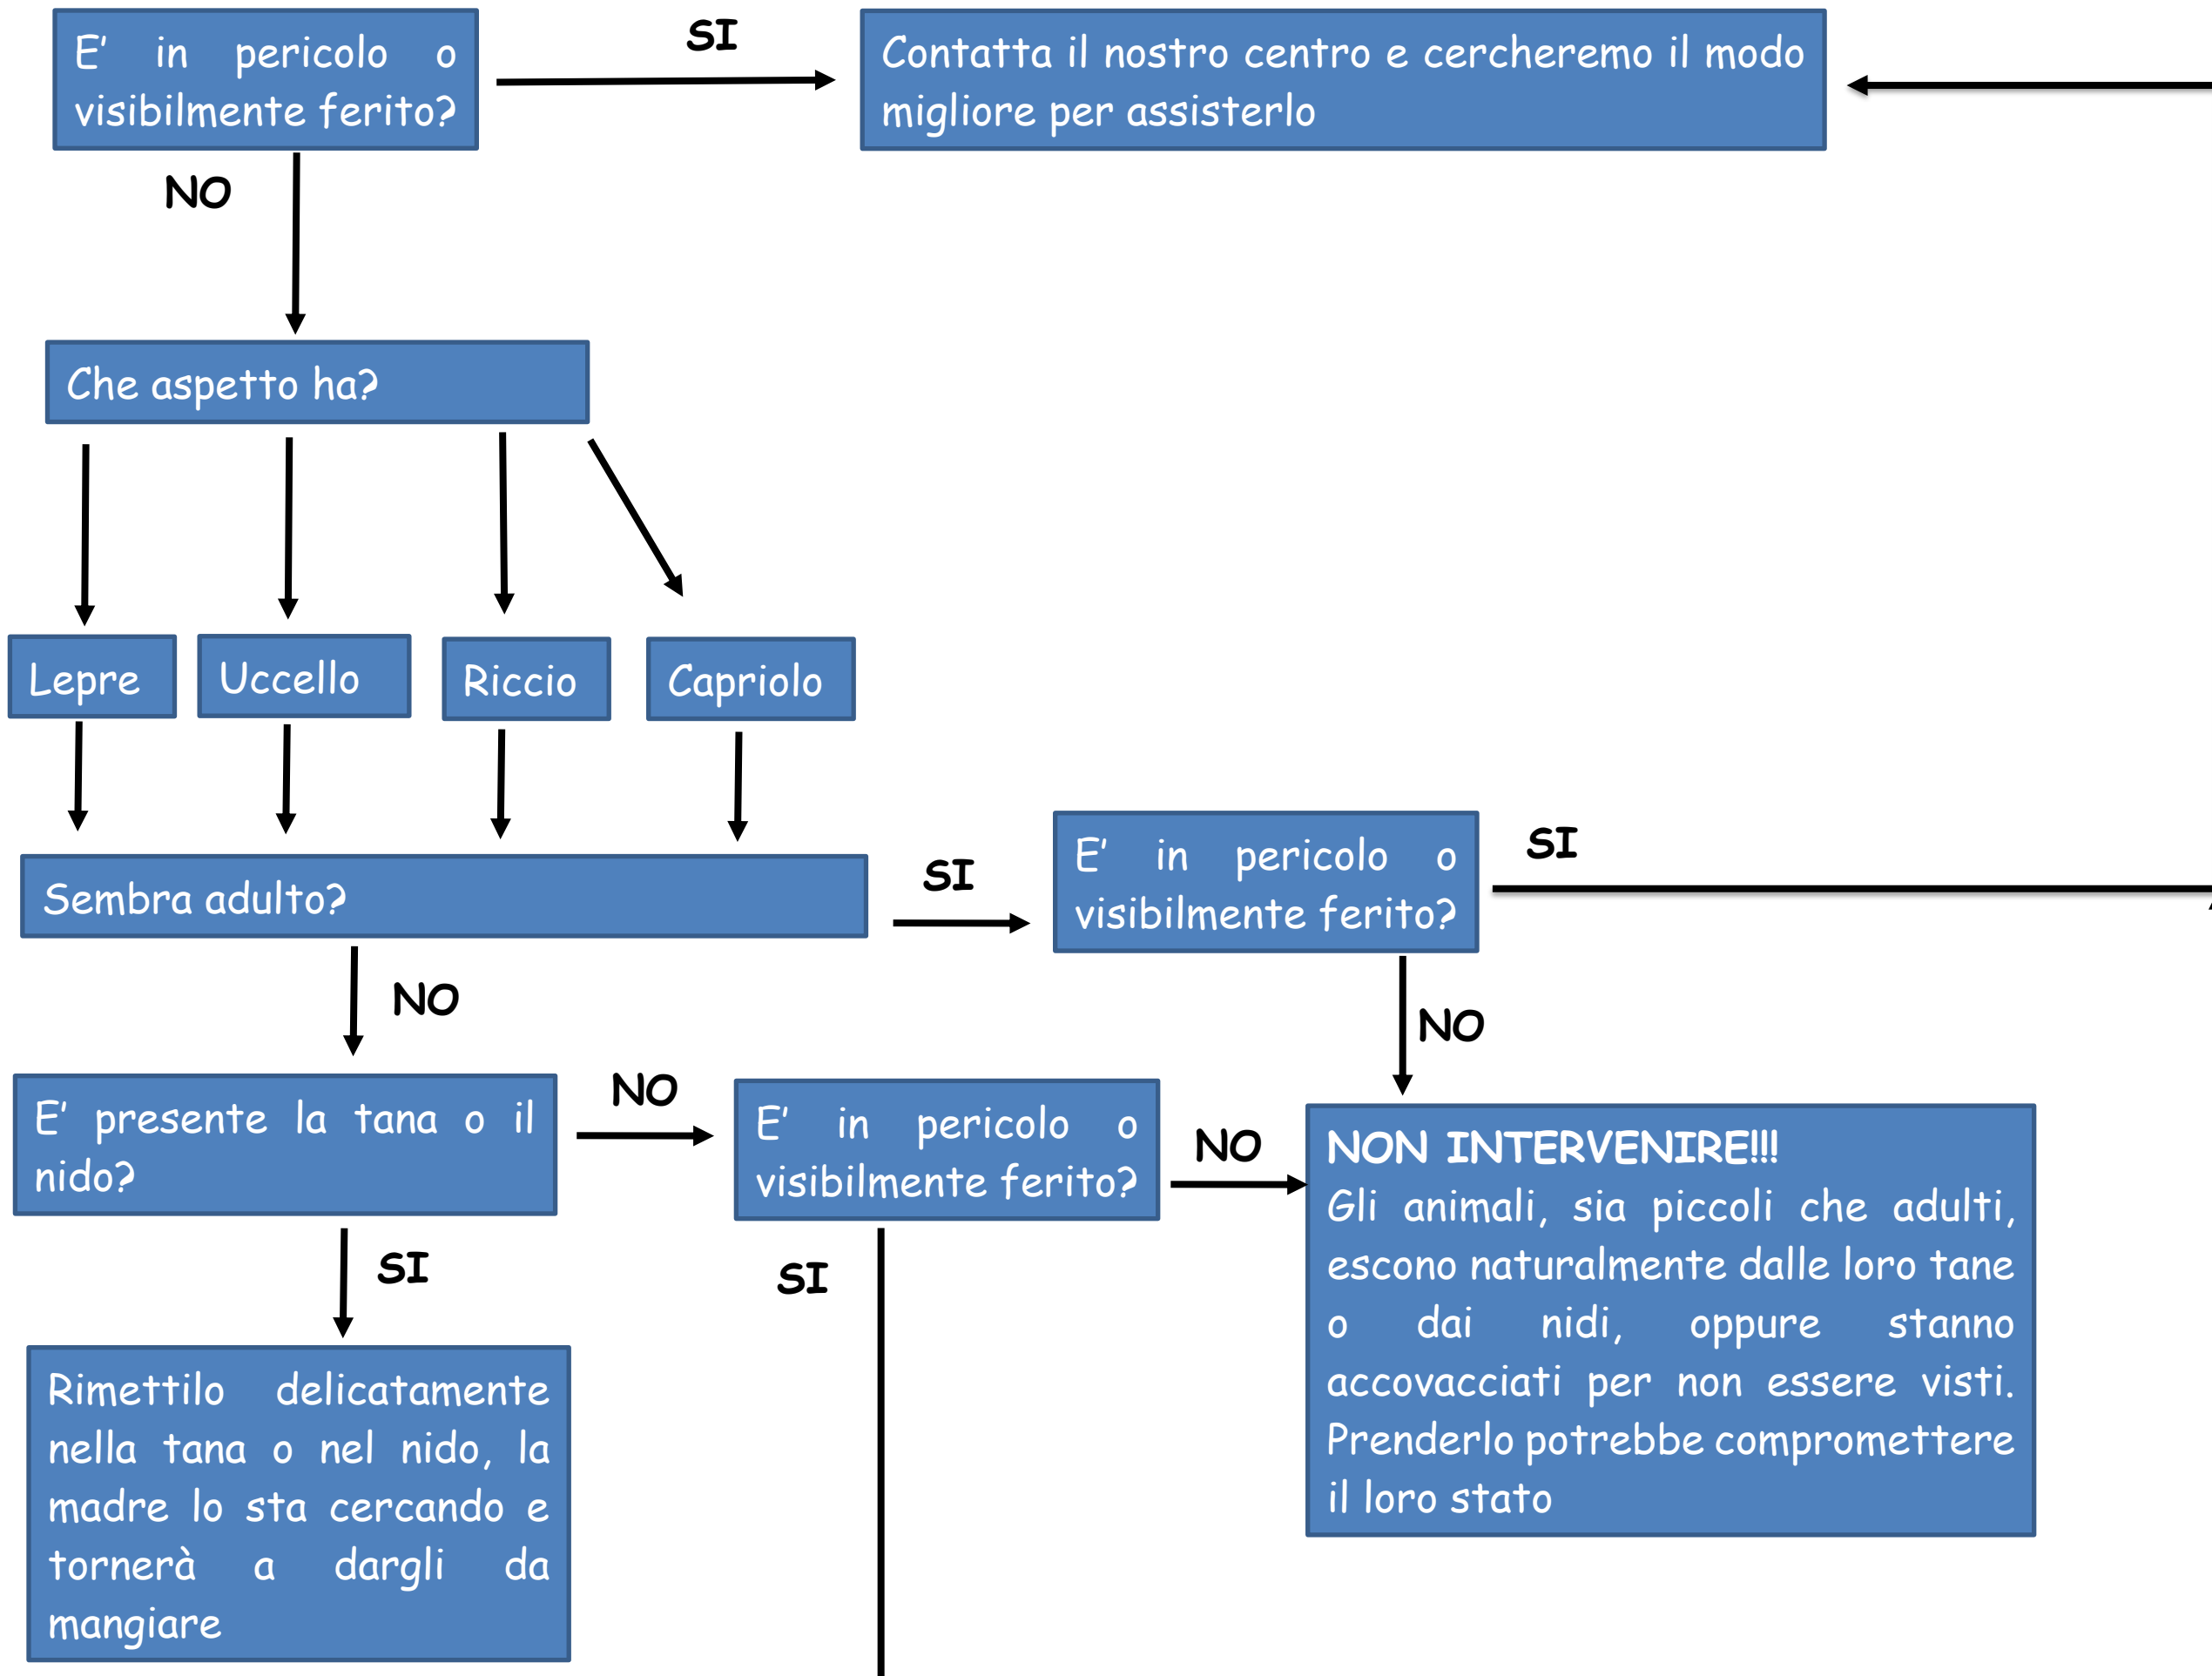 E' in pericolo o
visibilmente ferito?
SI
Contatta il nostro centro e cercheremo il modo
migliore per assisterlo
NO
Che aspetto ha?
Lepre
Uccello
Riccio
Capriolo
Sembra adulto?
SI
E' in pericolo o
visibilmente ferito?
SI
NO
NO
E' presente la tana o il
nido?
NO
E' in pericolo o
visibilmente ferito?
NO
NON INTERVENIRE!!!
Gli animali, sia piccoli che adulti,
escono naturalmente dalle loro tane
o dai nidi, oppure stanno
accovacciati per non essere visti.
Prenderlo potrebbe compromettere
il loro stato
SI
SI
Rimettilo delicatamente
nella tana o nel nido, la
madre lo sta cercando e
tornerà a dargli da
mangiare